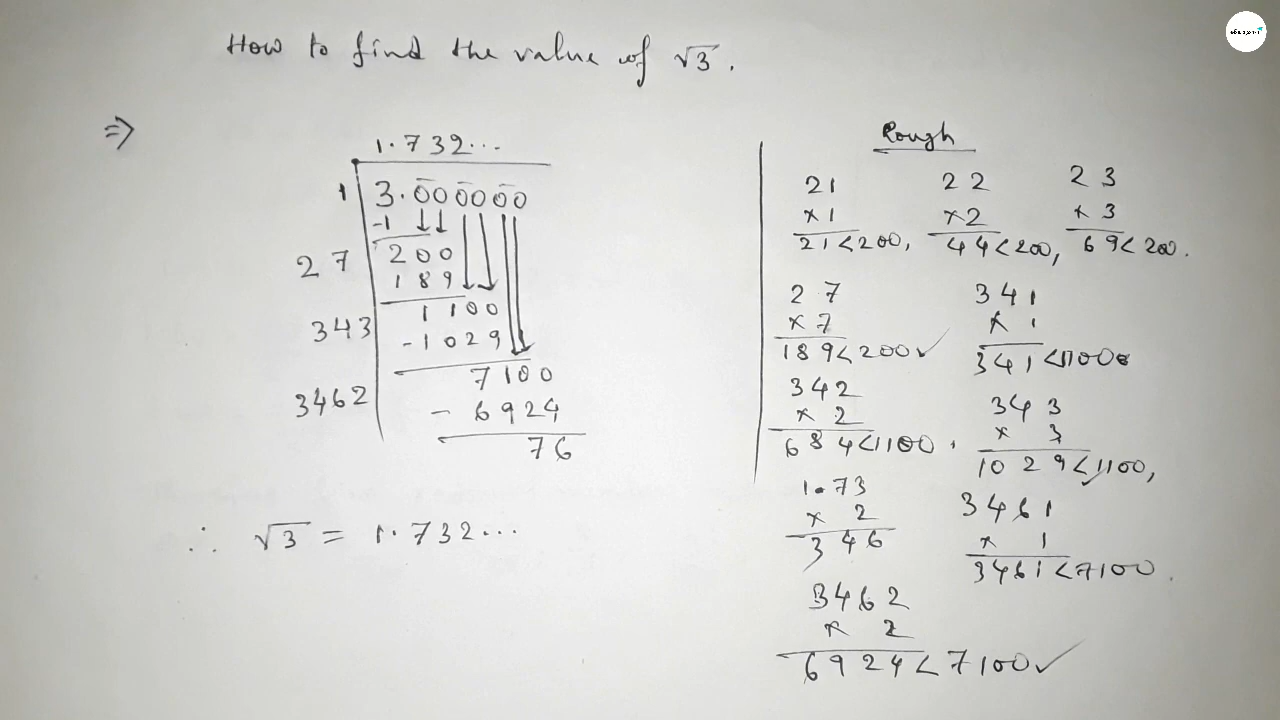 How to find the value of √3.
⇒
1.732...
1 3.000000
-1
200
27
189
1100
343
-1029
7100
3462
- 6924
76
∴ √3 = 1.732...
Rough
21 22 23
×1 ×2 × 3
21<200, 44<200, 69<200.
27 341
×7 × 1
189<200✓ 341<1100
342 343
× 2 × 3
684<1100, 1029<1100, ✓
1.73 3461
× 2 × 1
346 3461<7100.
3462
× 2
6924<7100✓